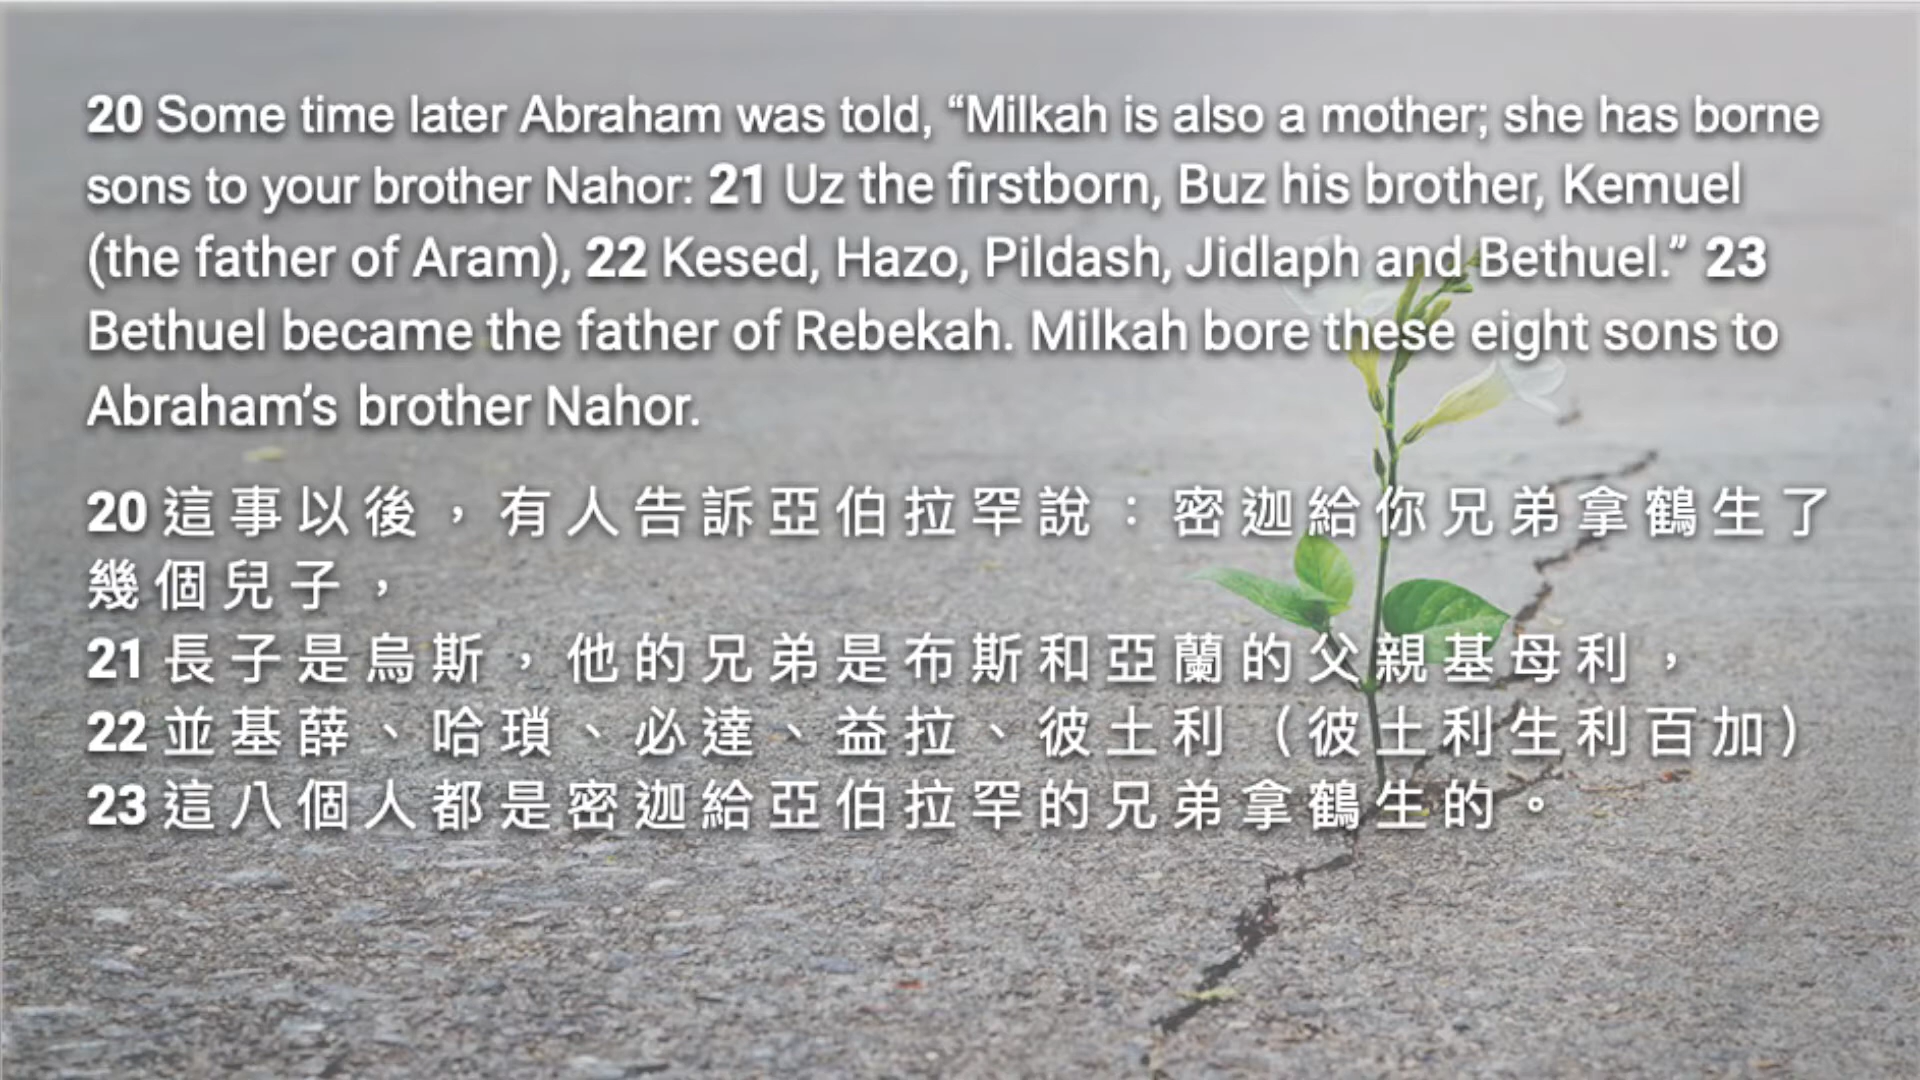 20 Some time later Abraham was told, “Milkah is also a mother; she has borne
sons to your brother Nahor: 21 Uz the firstborn, Buz his brother, Kemuel
(the father of Aram), 22 Kesed, Hazo, Pildash, Jidlaph and Bethuel.” 23
Bethuel became the father of Rebekah. Milkah bore these eight sons to
Abraham’s brother Nahor.
20 這事以後，有人告訴亞伯拉罕說：密迦給你兄弟拿鶴生了
幾個兒子，
21 長子是烏斯，他的兄弟是布斯和亞蘭的父親基母利，
22 並基薛、哈瑣、必達、益拉、彼土利（彼土利生利百加）
23 這八個人都是密迦給亞伯拉罕的兄弟拿鶴生的。